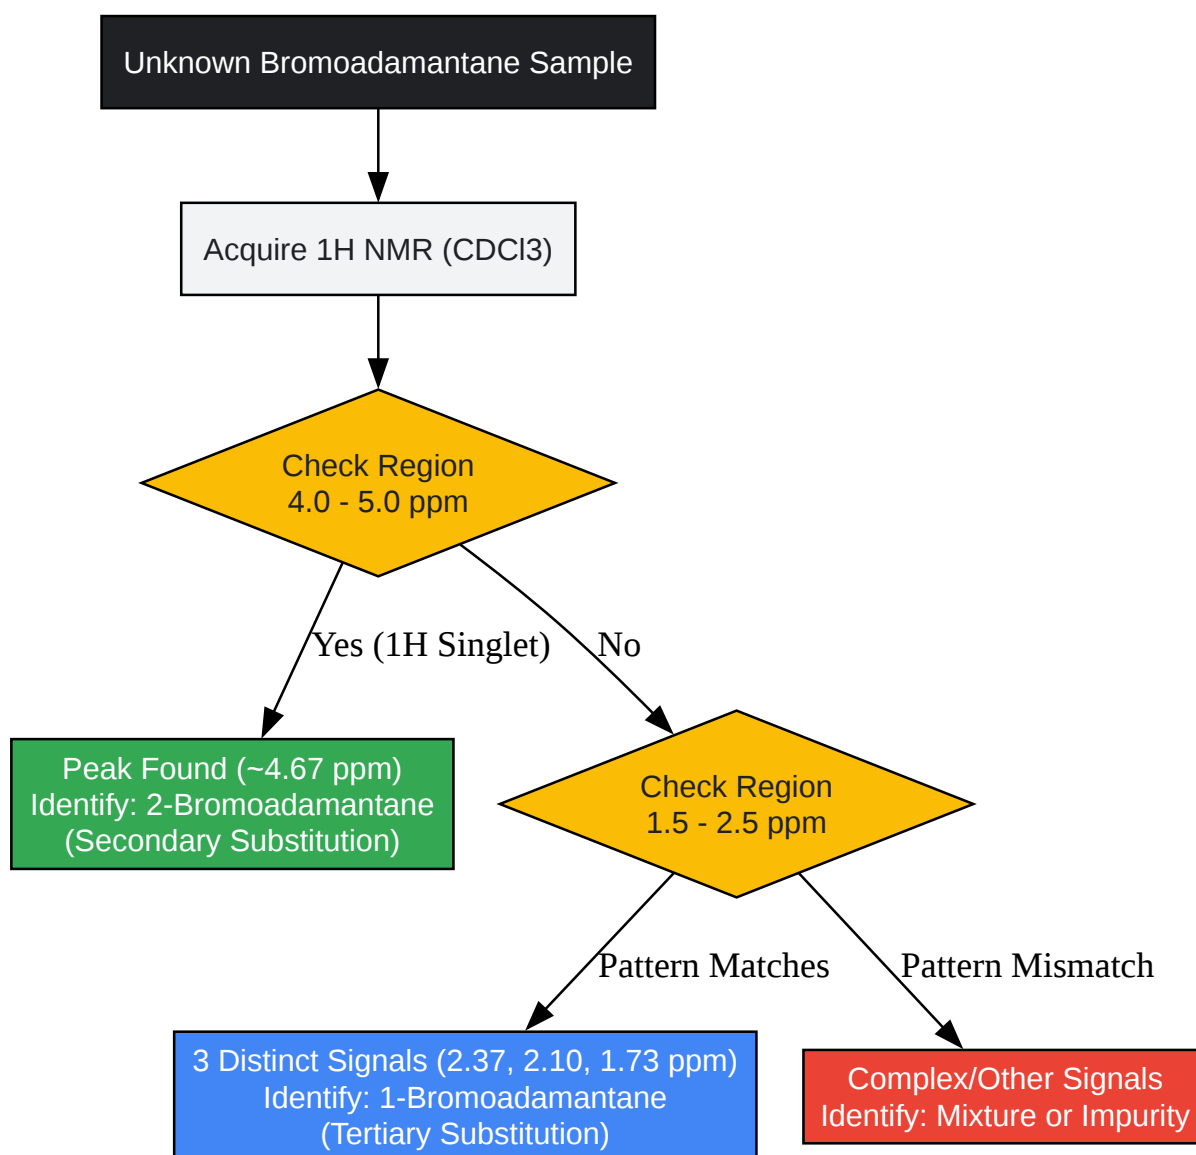 Unknown Bromoadamantane Sample
Acquire 1H NMR (CDCl3)
Check Region
4.0 - 5.0 ppm
Yes (1H Singlet)
No
Peak Found (~4.67 ppm)
Identify: 2-Bromoadamantane
(Secondary Substitution)
Check Region
1.5 - 2.5 ppm
Pattern Matches
Pattern Mismatch
3 Distinct Signals (2.37, 2.10, 1.73 ppm)
Identify: 1-Bromoadamantane
(Tertiary Substitution)
Complex/Other Signals
Identify: Mixture or Impurity